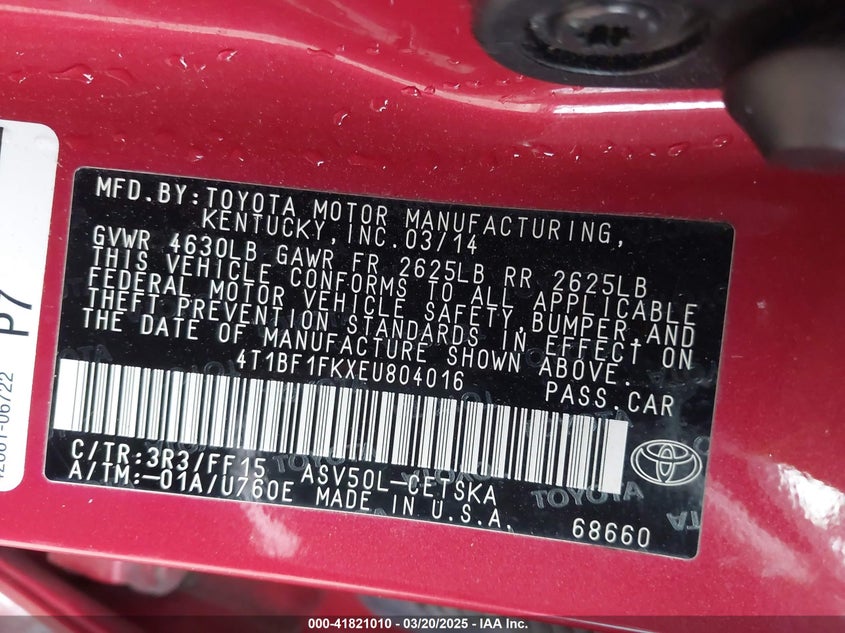 MFD.BY:TOYOTA MOTOR MANUFACTURING,
KENTUCKY,INC.03/14
GVWR 4630LB GAWR FR 2625LB RR 2625LB
THIS VEHICLE CONFORMS TO ALL APPLICABLE
FEDERAL MOTOR VEHICLE SAFETY,BUMPER,AND
THEFT PREVENTION STANDARDS IN EFFECT ON
THE DATE OF MANUFACTURE SHOWN ABOVE.
4T1BF1FKXEU804016
PASS CAR
C/TR:3R3/FF15 ASV50L-CETSKA
A/TM:-01A/U760E MADE IN U.S.A.
68660
TOYOTA
P7
06/22
000-41821010 — 03/20/2025 — IAA Inc.